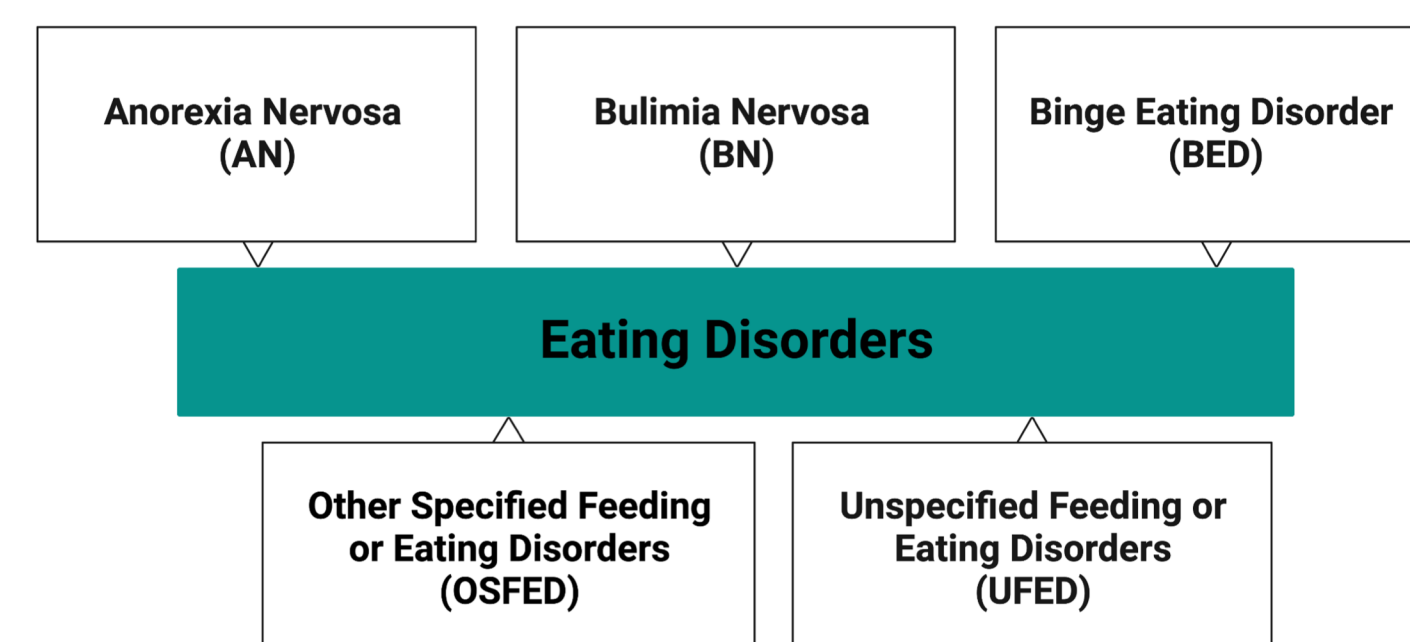 Anorexia Nervosa
(AN)
Bulimia Nervosa
(BN)
Binge Eating Disorder
(BED)
Eating Disorders
Other Specified Feeding
or Eating Disorders
(OSFED)
Unspecified Feeding or
Eating Disorders
(UFED)